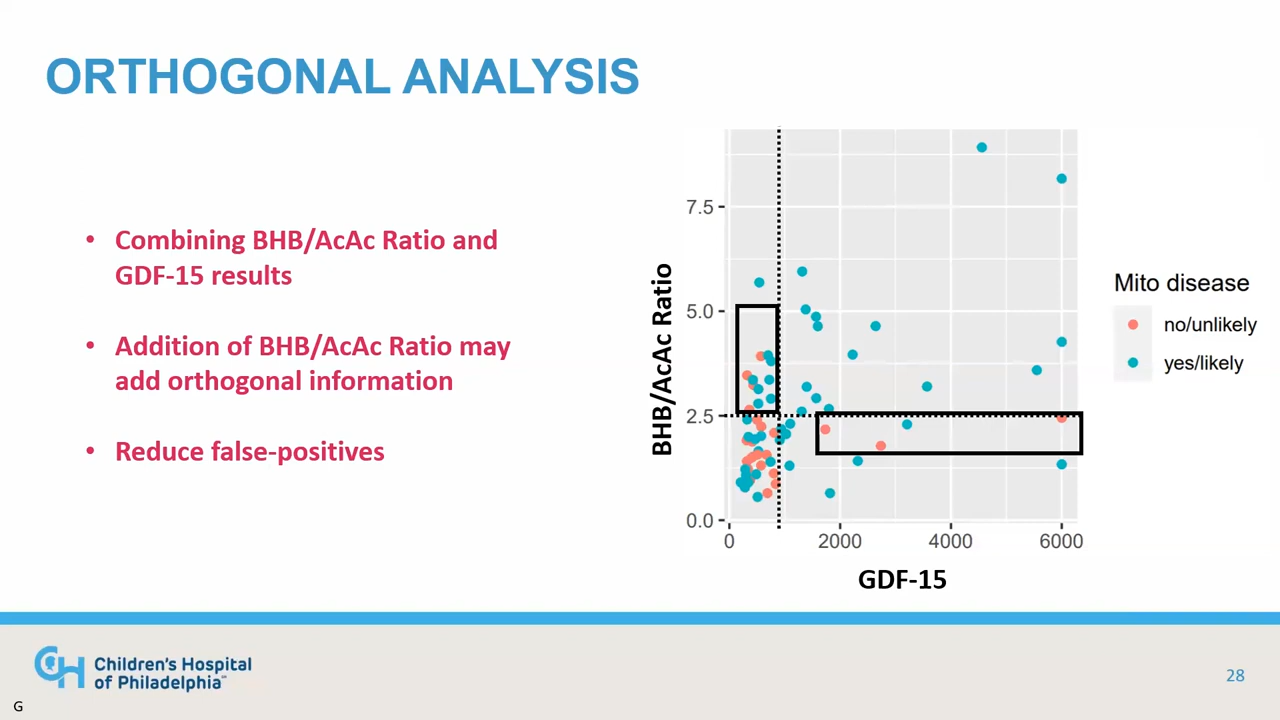 ORTHOGONAL ANALYSIS
• Combining BHB/AcAc Ratio and
GDF-15 results
• Addition of BHB/AcAc Ratio may
add orthogonal information
• Reduce false-positives
BHB/AcAc Ratio
7.5
5.0
2.5
0.0
0
2000
4000
6000
GDF-15
Mito disease
no/unlikely
yes/likely
CH
Children's Hospital
of Philadelphia
28
G